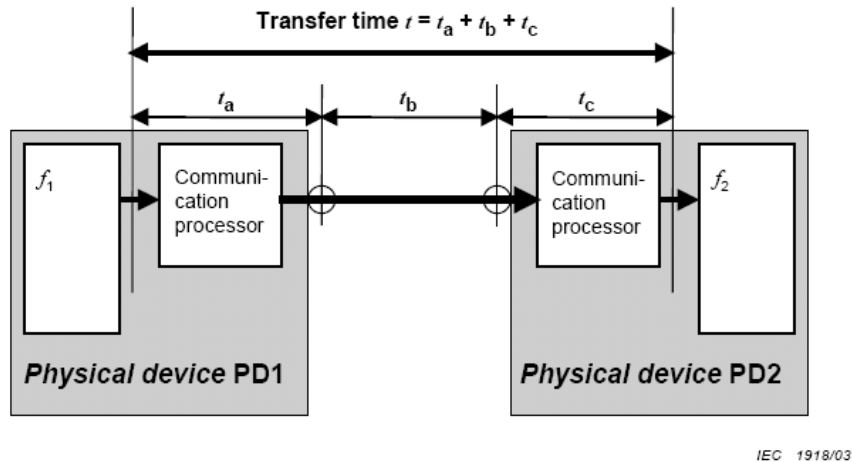 Transfer time t = ta + tb + tc
ta
tb
tc
f1
Communi-
cation
processor
Communi-
cation
processor
f2
Physical device PD1
Physical device PD2
IEC 1918/03